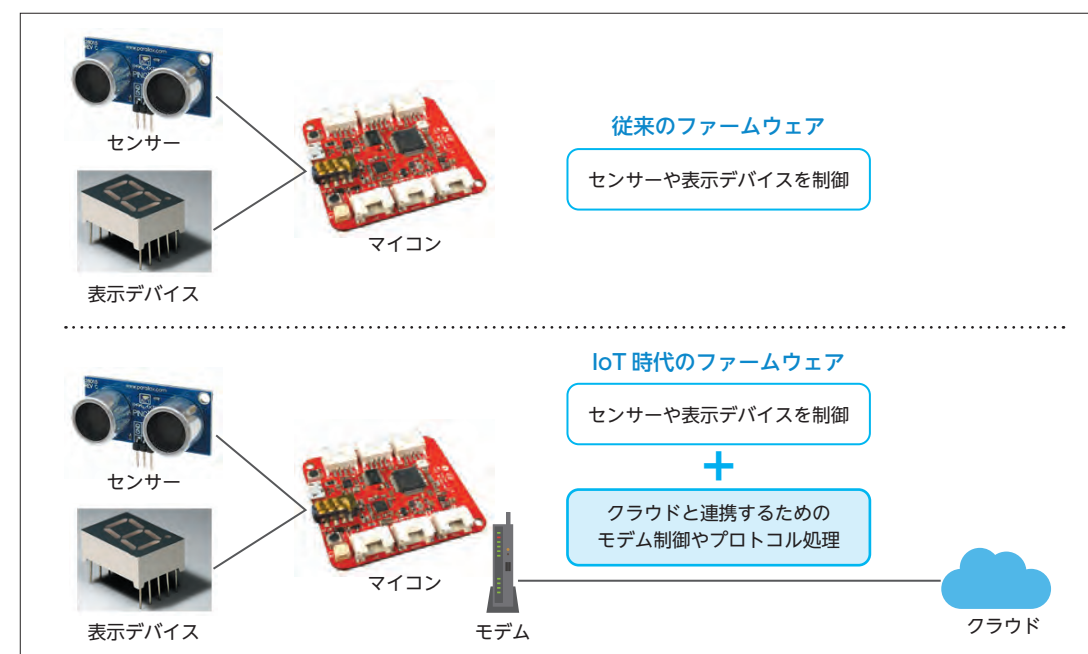 www.parallax.com
センサー
表示デバイス
マイコン
従来のファームウェア
センサーや表示デバイスを制御
センサー
表示デバイス
マイコン
モデム
IoT 時代のファームウェア
センサーや表示デバイスを制御
+
クラウドと連携するための
モデム制御やプロトコル処理
クラウド